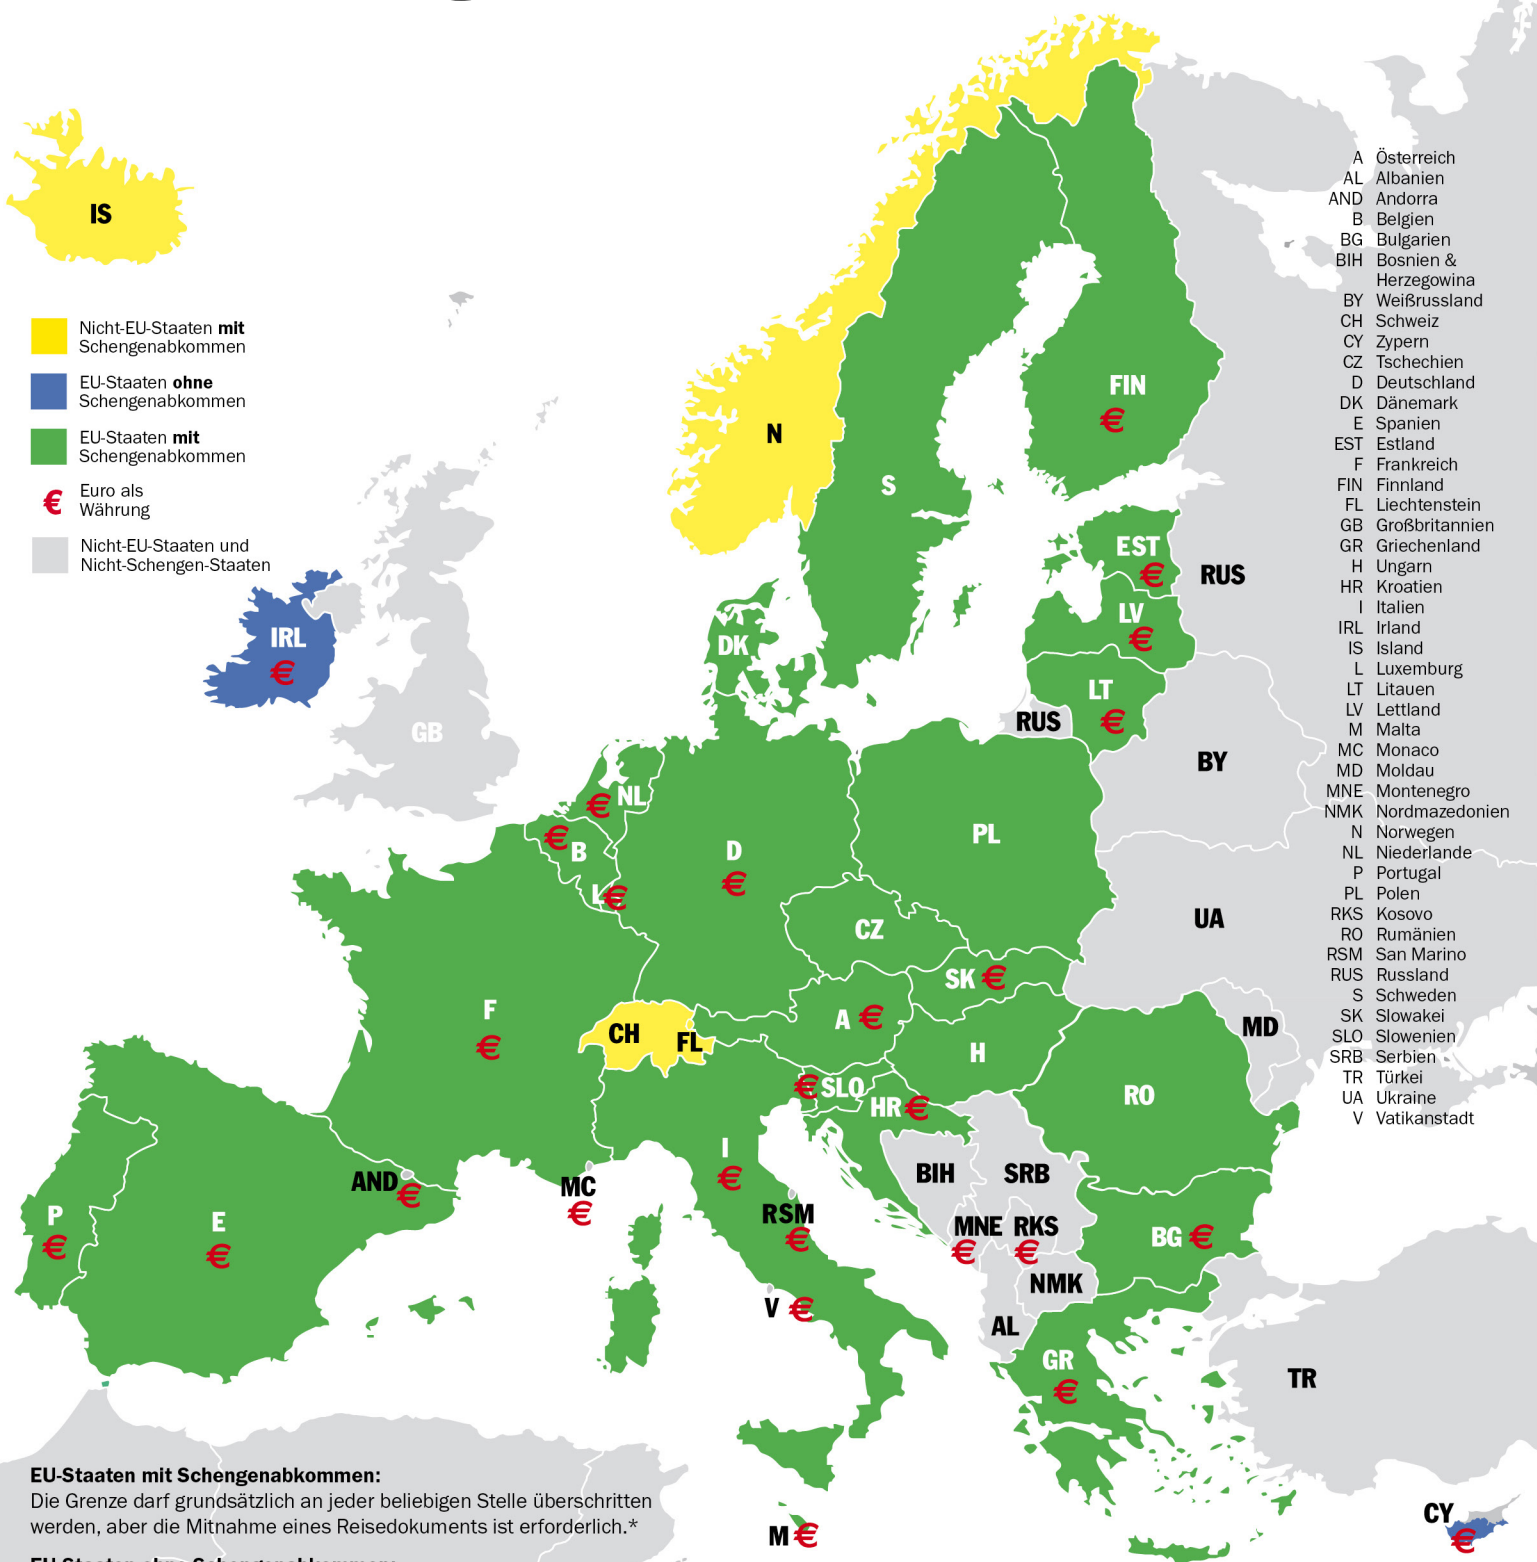 IS
Nicht-EU-Staaten mit
Schengenabkommen
EU-Staaten ohne
Schengenabkommen
EU-Staaten mit
Schengenabkommen
€ Euro als
Währung
Nicht-EU-Staaten und
Nicht-Schengen-Staaten
N
S
FIN
€
EST
€
RUS
LV
€
LT
€
RUS
IRL
€
GB
DK
BY
NL
€
€
B
L€
D
€
PL
UA
CZ
SK €
F
€
CH
FL
A €
H
MD
€ SLO
HR €
RO
I
€
AND
€
MC
€
BIH
SRB
P
€
E
€
RSM
€
MNE
€
RKS
€
BG €
NMK
V €
AL
GR
€
TR
M €
CY
€
A Österreich
AL Albanien
AND Andorra
B Belgien
BG Bulgarien
BIH Bosnien &
Herzegowina
BY Weißrussland
CH Schweiz
CY Zypern
CZ Tschechien
D Deutschland
DK Dänemark
E Spanien
EST Estland
F Frankreich
FIN Finnland
FL Liechtenstein
GB Großbritannien
GR Griechenland
H Ungarn
HR Kroatien
I Italien
IRL Irland
IS Island
L Luxemburg
LT Litauen
LV Lettland
M Malta
MC Monaco
MD Moldau
MNE Montenegro
NMK Nordmazedonien
N Norwegen
NL Niederlande
P Portugal
PL Polen
RKS Kosovo
RO Rumänien
RSM San Marino
RUS Russland
S Schweden
SK Slowakei
SLO Slowenien
SRB Serbien
TR Türkei
UA Ukraine
V Vatikanstadt
EU-Staaten mit Schengenabkommen:
Die Grenze darf grundsätzlich an jeder beliebigen Stelle überschritten
werden, aber die Mitnahme eines Reisedokuments ist erforderlich.*